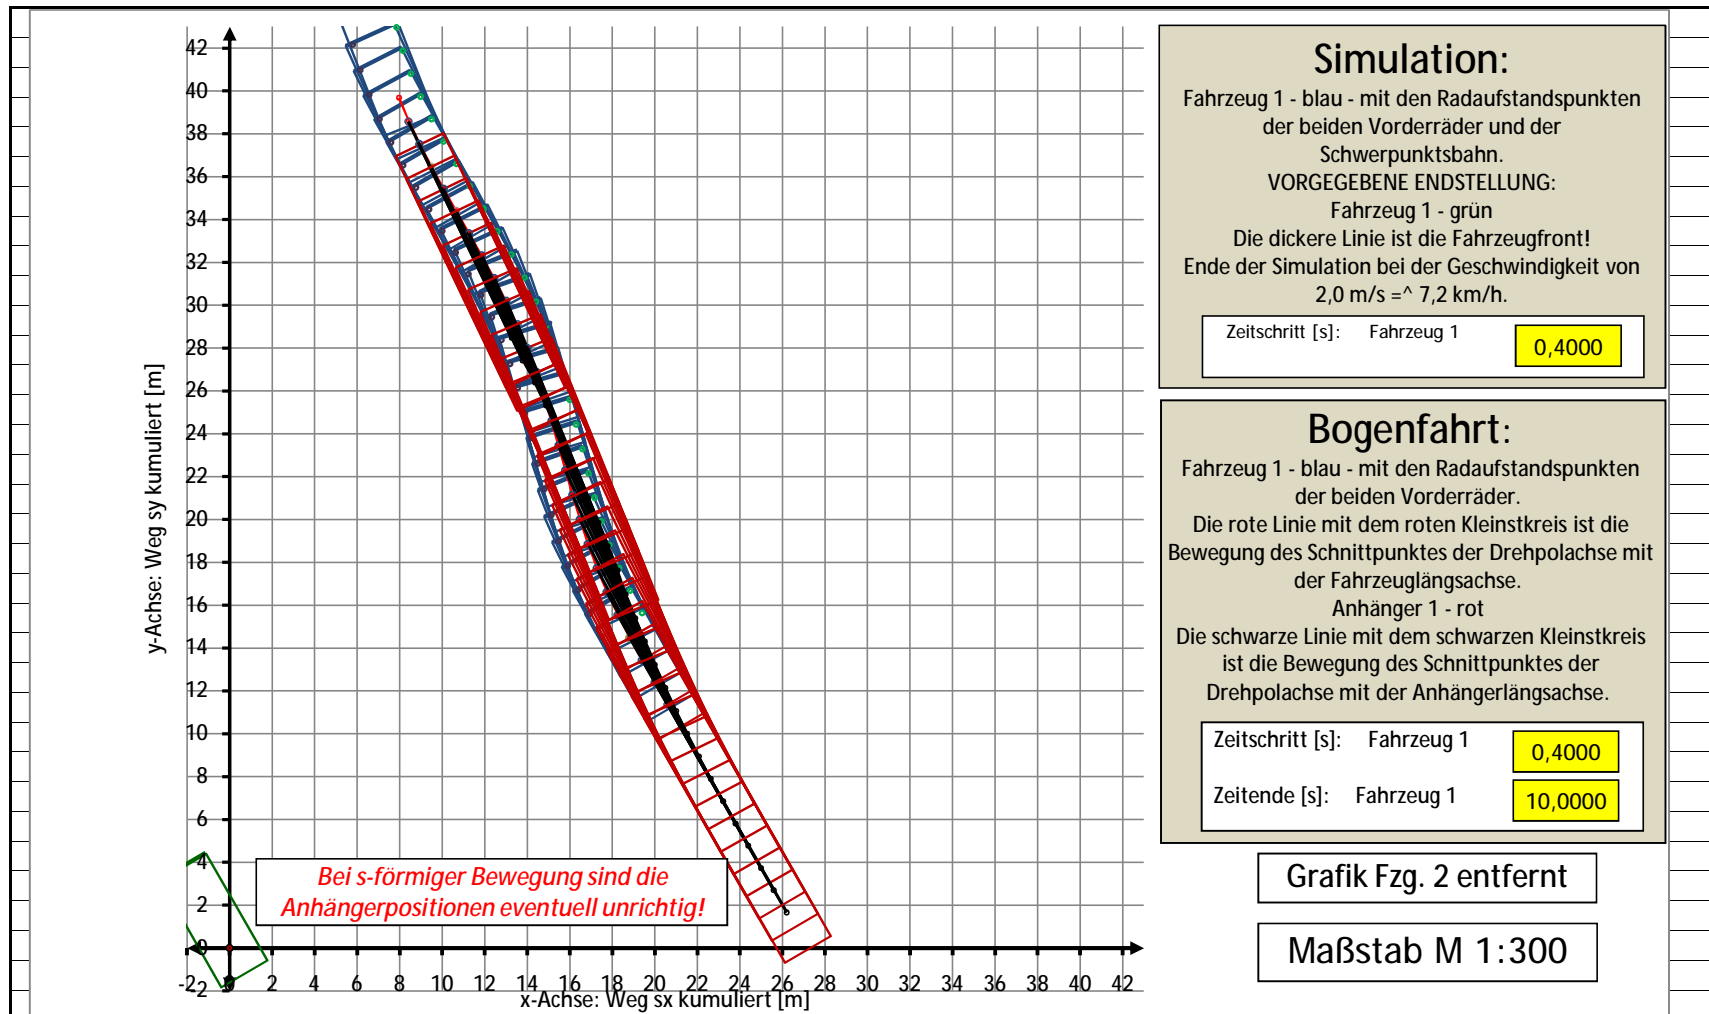 Simulation:
Fahrzeug 1 - blau - mit den Radaufstandspunkten
der beiden Vorderräder und der
Schwerpunktsbahn.
VORGEGEBENE ENDSTELLUNG:
Fahrzeug 1 - grün
Die dickere Linie ist die Fahrzeugfront!
Ende der Simulation bei der Geschwindigkeit von
2,0 m/s =^ 7,2 km/h.
Zeitschritt [s]: Fahrzeug 1 0,4000
Bogenfahrt:
Fahrzeug 1 - blau - mit den Radaufstandspunkten
der beiden Vorderräder.
Die rote Linie mit dem roten Kleinstkreis ist die
Bewegung des Schnittpunktes der Drehpolachse mit
der Fahrzeuglängsachse.
Anhänger 1 - rot
Die schwarze Linie mit dem schwarzen Kleinstkreis
ist die Bewegung des Schnittpunktes der
Drehpolachse mit der Anhängerlängsachse.
Zeitschritt [s]: Fahrzeug 1 0,4000
Zeitende [s]: Fahrzeug 1 10,0000
Grafik Fzg. 2 entfernt
Maßstab M 1:300
y-Achse: Weg sy kumuliert [m]
42
40
38
36
34
32
30
28
26
24
22
20
18
16
14
12
10
8
6
4
2
0
-2
Bei s-förmiger Bewegung sind die
Anhängerpositionen eventuell unrichtig!
-2 0 2 4 6 8 10 12 14 16 18 20 22 24 26 28 30 32 34 36 38 40 42
x-Achse: Weg sx kumuliert [m]